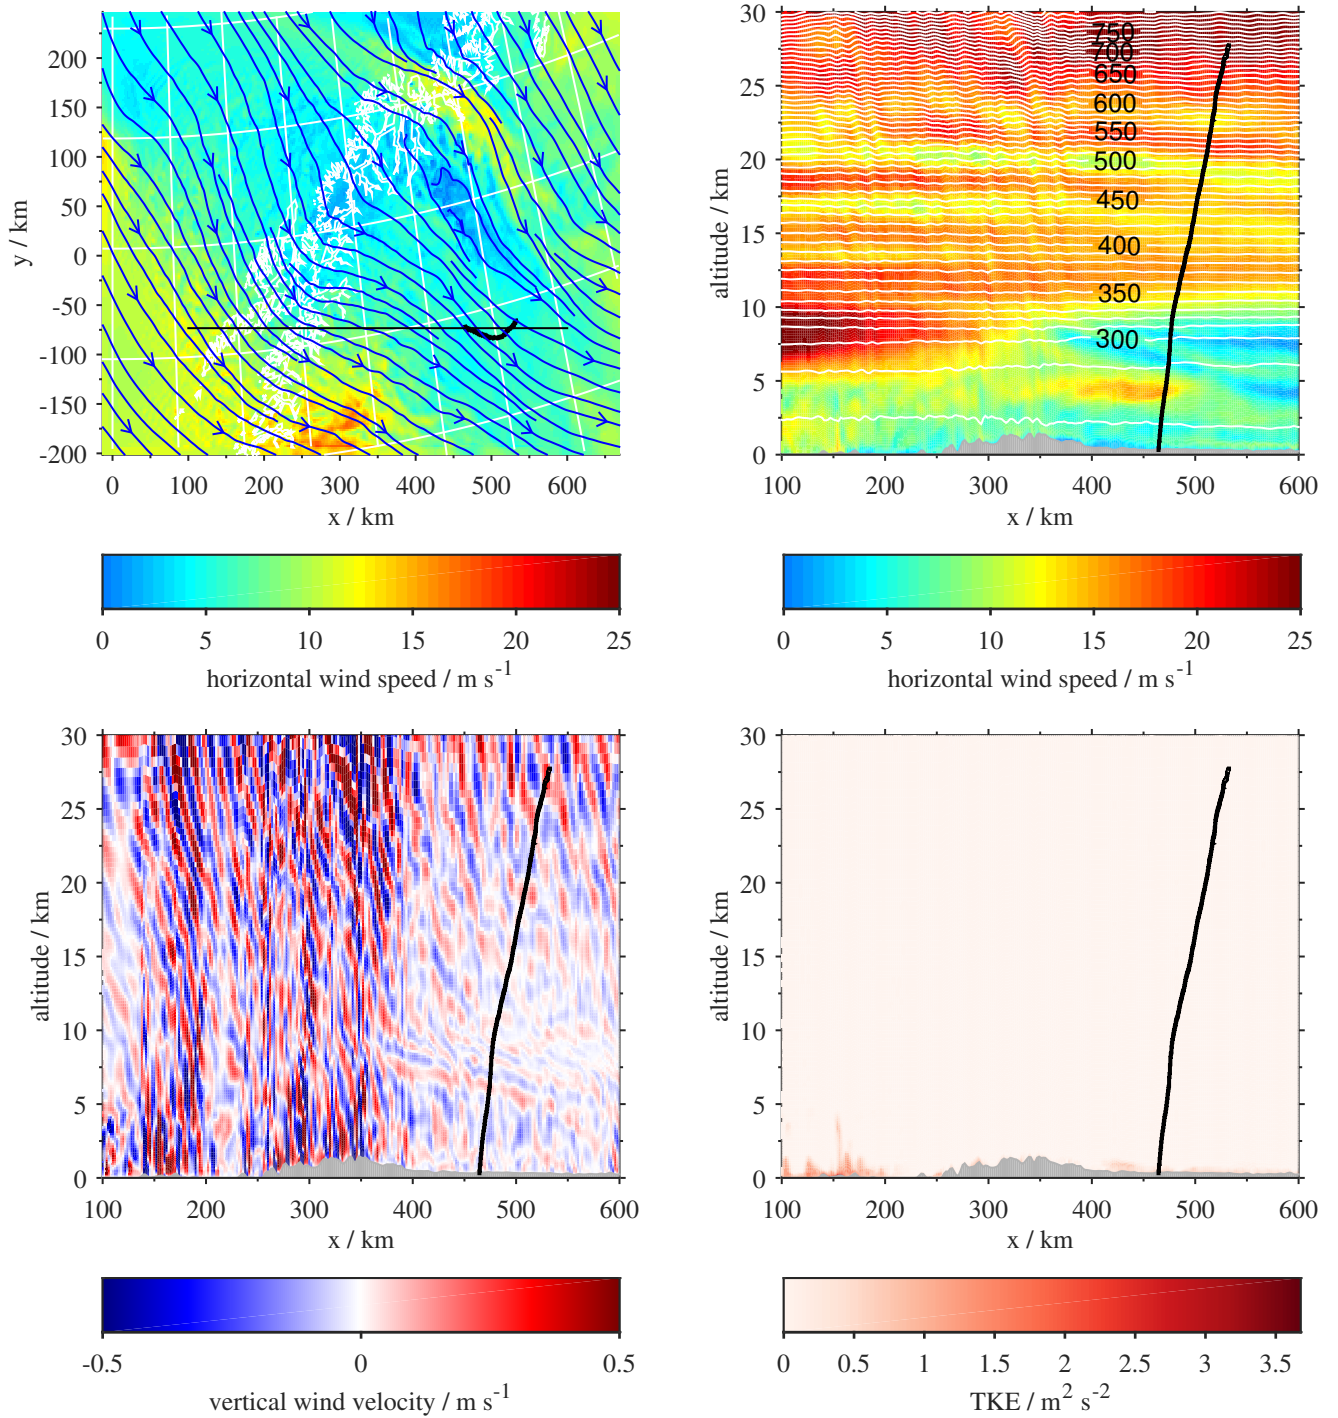 200
150
100
50
0
-50
-100
-150
-200
y / km
0 100 200 300 400 500 600
x / km
0 5 10 15 20 25
horizontal wind speed / m s-1
30
25
20
15
10
5
0
altitude / km
750
700
650
600
550
500
450
400
350
300
100 200 300 400 500 600
x / km
0 5 10 15 20 25
horizontal wind speed / m s-1
30
25
20
15
10
5
0
altitude / km
100 200 300 400 500 600
x / km
-0.5 0 0.5
vertical wind velocity / m s-1
30
25
20
15
10
5
0
altitude / km
100 200 300 400 500 600
x / km
0 0.5 1 1.5 2 2.5 3 3.5
TKE / m2 s-2